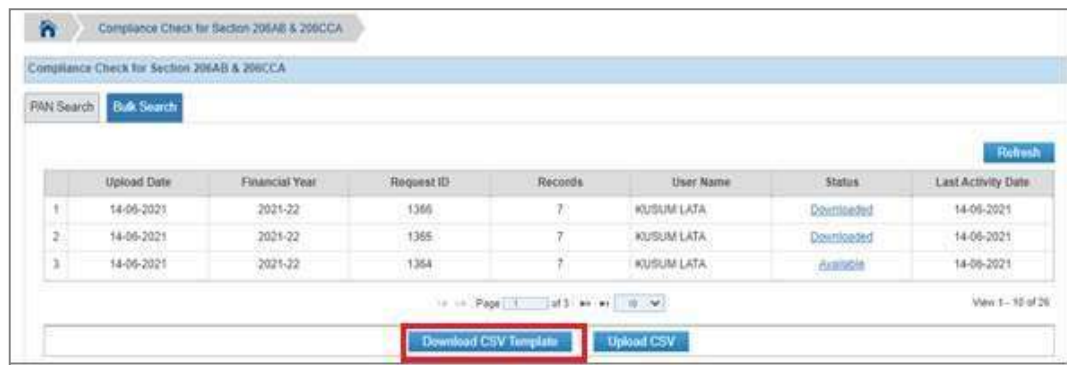 Compliance Check for Section 206AB & 206CCA
Compliance Check for Section 206AB & 206CCA
PAN Search Bulk Search
Refresh
Upload Date Financial Year Request ID Records User Name Status Last Activity Date
1 14-06-2021 2021-22 1366 7 KUSUM LATA Downloaded 14-06-2021
2 14-06-2021 2021-22 1365 7 KUSUM LATA Downloaded 14-06-2021
3 14-06-2021 2021-22 1364 7 KUSUM LATA Available 14-06-2021
Page 1 of 3 10 View 1 - 10 of 26
Download CSV Template Upload CSV